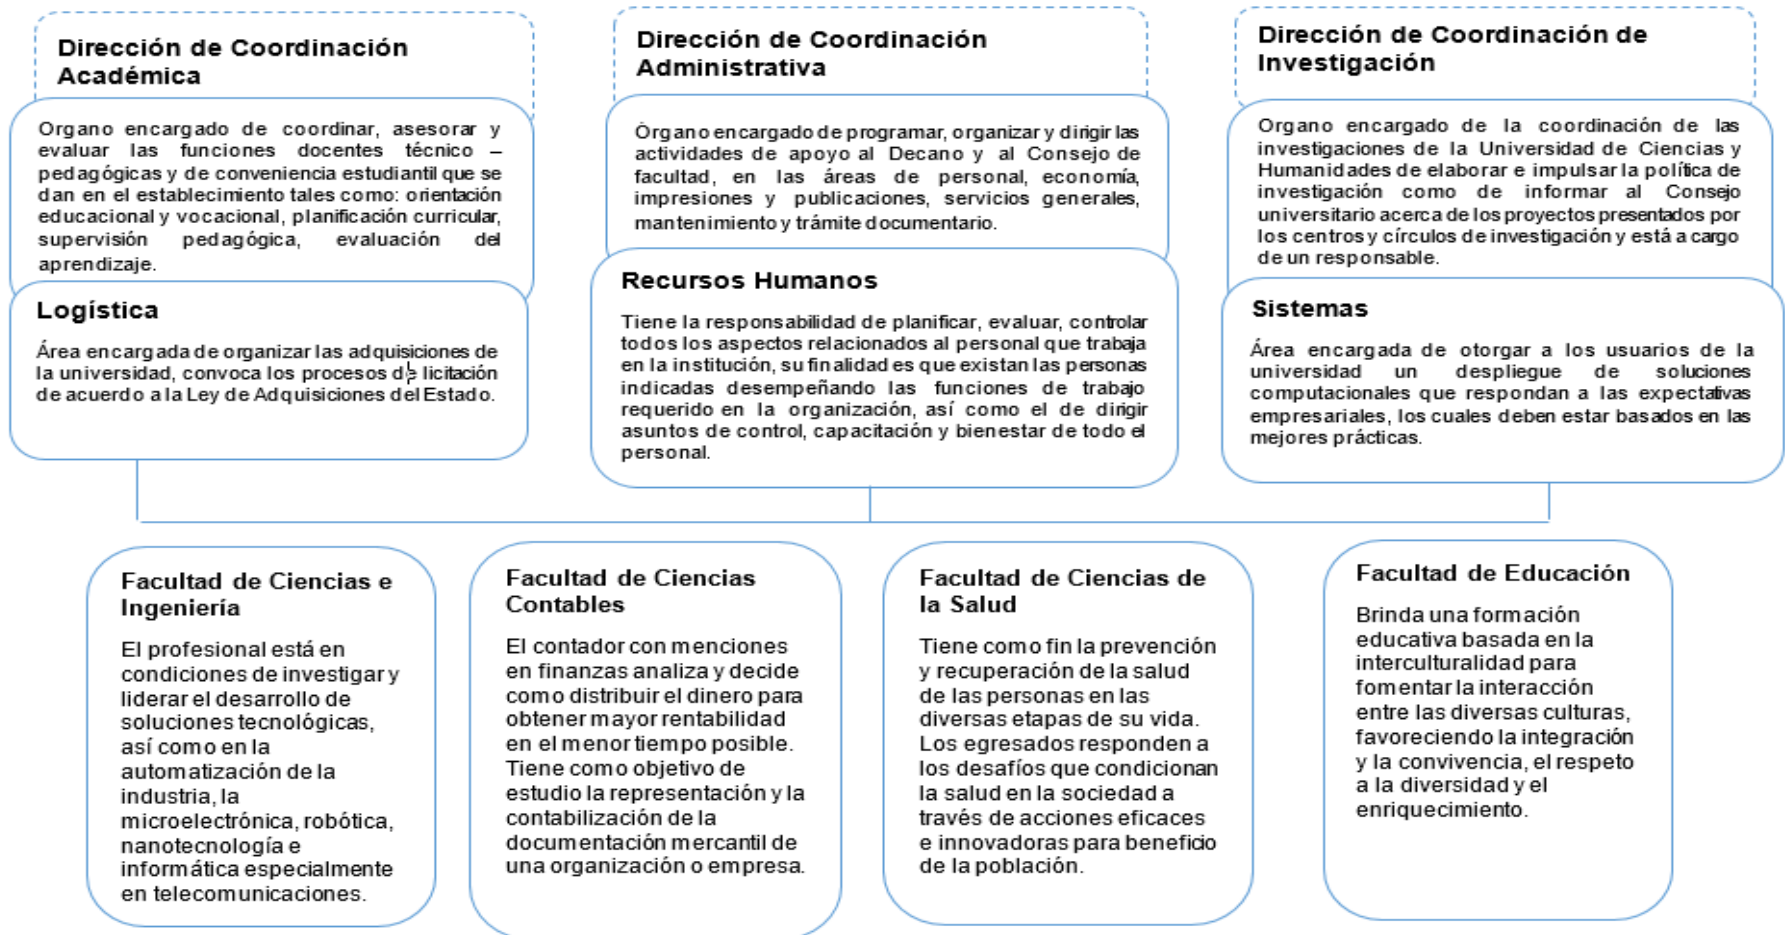 Dirección de Coordinación
Académica
Organo encargado de coordinar, asesorar y
evaluar las funciones docentes técnico –
pedagógicas y de conveniencia estudiantil que se
dan en el establecimiento tales como: orientación
educacional y vocacional, planificación curricular,
supervisión pedagógica, evaluación del
aprendizaje.
Logística
Área encargada de organizar las adquisiciones de
la universidad, convoca los procesos de licitación
de acuerdo a la Ley de Adquisiciones del Estado.
Dirección de Coordinación
Administrativa
Órgano encargado de programar, organizar y dirigir las
actividades de apoyo al Decano y al Consejo de
facultad, en las áreas de personal, economía,
impresiones y publicaciones, servicios generales,
mantenimiento y trámite documentario.
Recursos Humanos
Tiene la responsabilidad de planificar, evaluar, controlar
todos los aspectos relacionados al personal que trabaja
en la institución, su finalidad es que existan las personas
indicadas desempeñando las funciones de trabajo
requerido en la organización, así como el de dirigir
asuntos de control, capacitación y bienestar de todo el
personal.
Dirección de Coordinación de
Investigación
Organo encargado de la coordinación de las
investigaciones de la Universidad de Ciencias y
Humanidades de elaborar e impulsar la política de
investigación como de informar al Consejo
universitario acerca de los proyectos presentados por
los centros y círculos de investigación y está a cargo
de un responsable.
Sistemas
Área encargada de otorgar a los usuarios de la
universidad un despliegue de soluciones
computacionales que respondan a las expectativas
empresariales, los cuales deben estar basados en las
mejores prácticas.
Facultad de Ciencias e
Ingeniería
El profesional está en
condiciones de investigar y
liderar el desarrollo de
soluciones tecnológicas,
así como en la
automatización de la
industria, la
microelectrónica, robótica,
nanotecnología e
informática especialmente
en telecomunicaciones.
Facultad de Ciencias
Contables
El contador con menciones
en finanzas analiza y decide
como distribuir el dinero para
obtener mayor rentabilidad
en el menor tiempo posible.
Tiene como objetivo de
estudio la representación y la
contabilización de la
documentación mercantil de
una organización o empresa.
Facultad de Ciencias de
la Salud
Tiene como fin la prevención
y recuperación de la salud
de las personas en las
diversas etapas de su vida.
Los egresados responden a
los desafíos que condicionan
la salud en la sociedad a
través de acciones eficaces
e innovadoras para beneficio
de la población.
Facultad de Educación
Brinda una formación
educativa basada en la
interculturalidad para
fomentar la interacción
entre las diversas culturas,
favoreciendo la integración
y la convivencia, el respeto
a la diversidad y el
enriquecimiento.